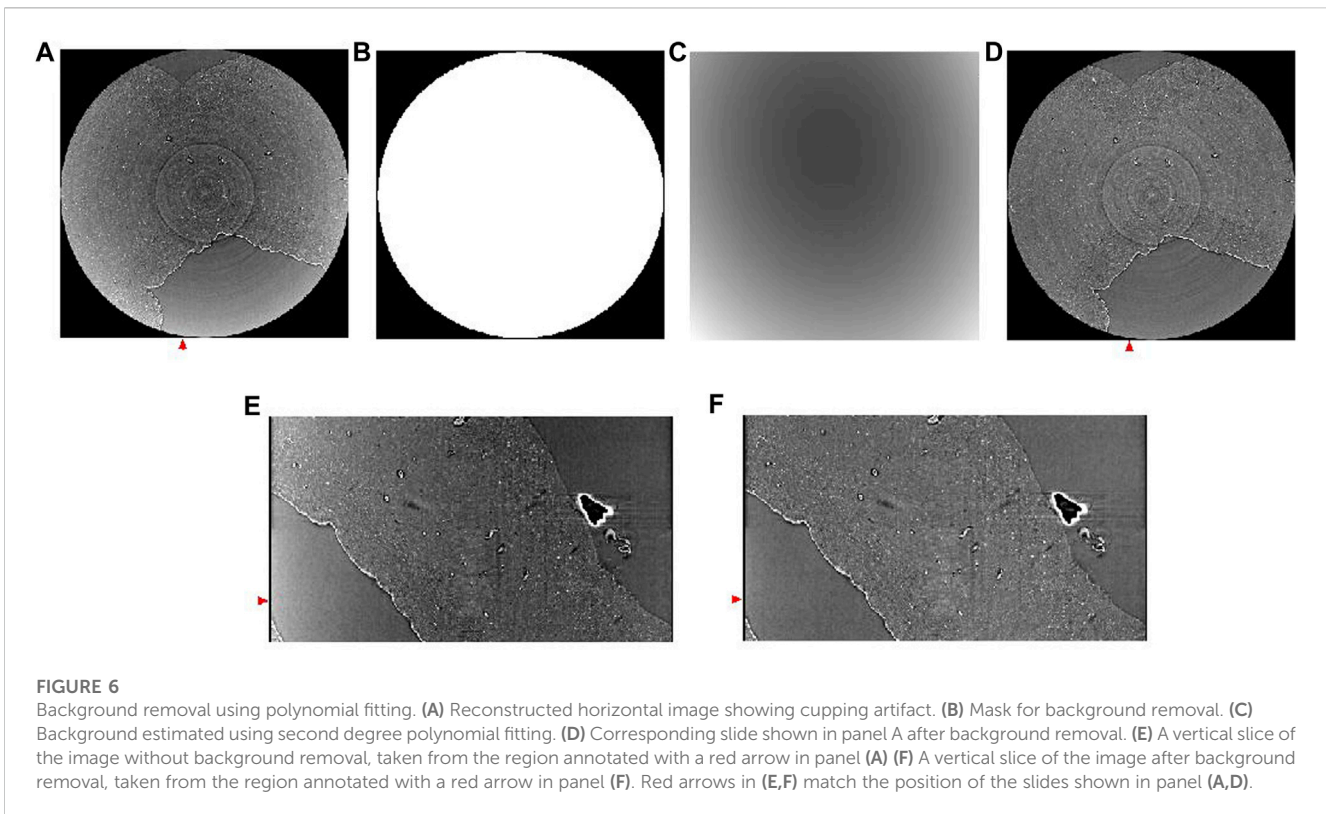 A
B
C
D
E
F
FIGURE 6
Background removal using polynomial fitting. (A) Reconstructed horizontal image showing cupping artifact. (B) Mask for background removal. (C)
Background estimated using second degree polynomial fitting. (D) Corresponding slide shown in panel A after background removal. (E) A vertical slice of
the image without background removal, taken from the region annotated with a red arrow in panel (A) (F) A vertical slice of the image after background
removal, taken from the region annotated with a red arrow in panel (F). Red arrows in (E,F) match the position of the slides shown in panel (A,D).